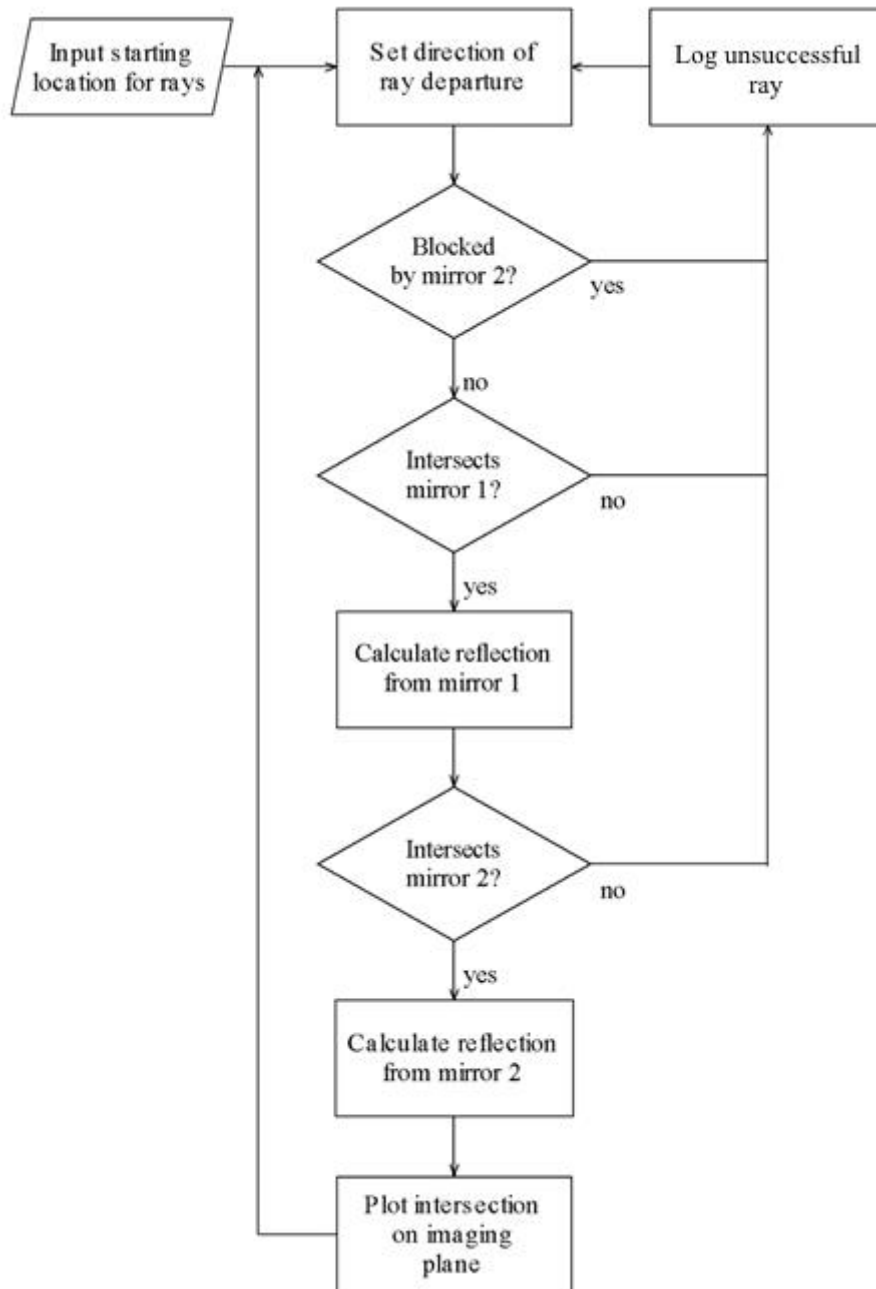 Input starting
location for rays
Set direction of
ray departure
Log unsuccessful
ray
Blocked
by mirror 2?
yes
no
Intersects
mirror 1?
no
yes
Calculate reflection
from mirror 1
Intersects
mirror 2?
no
yes
Calculate reflection
from mirror 2
Plot intersection
on imaging
plane